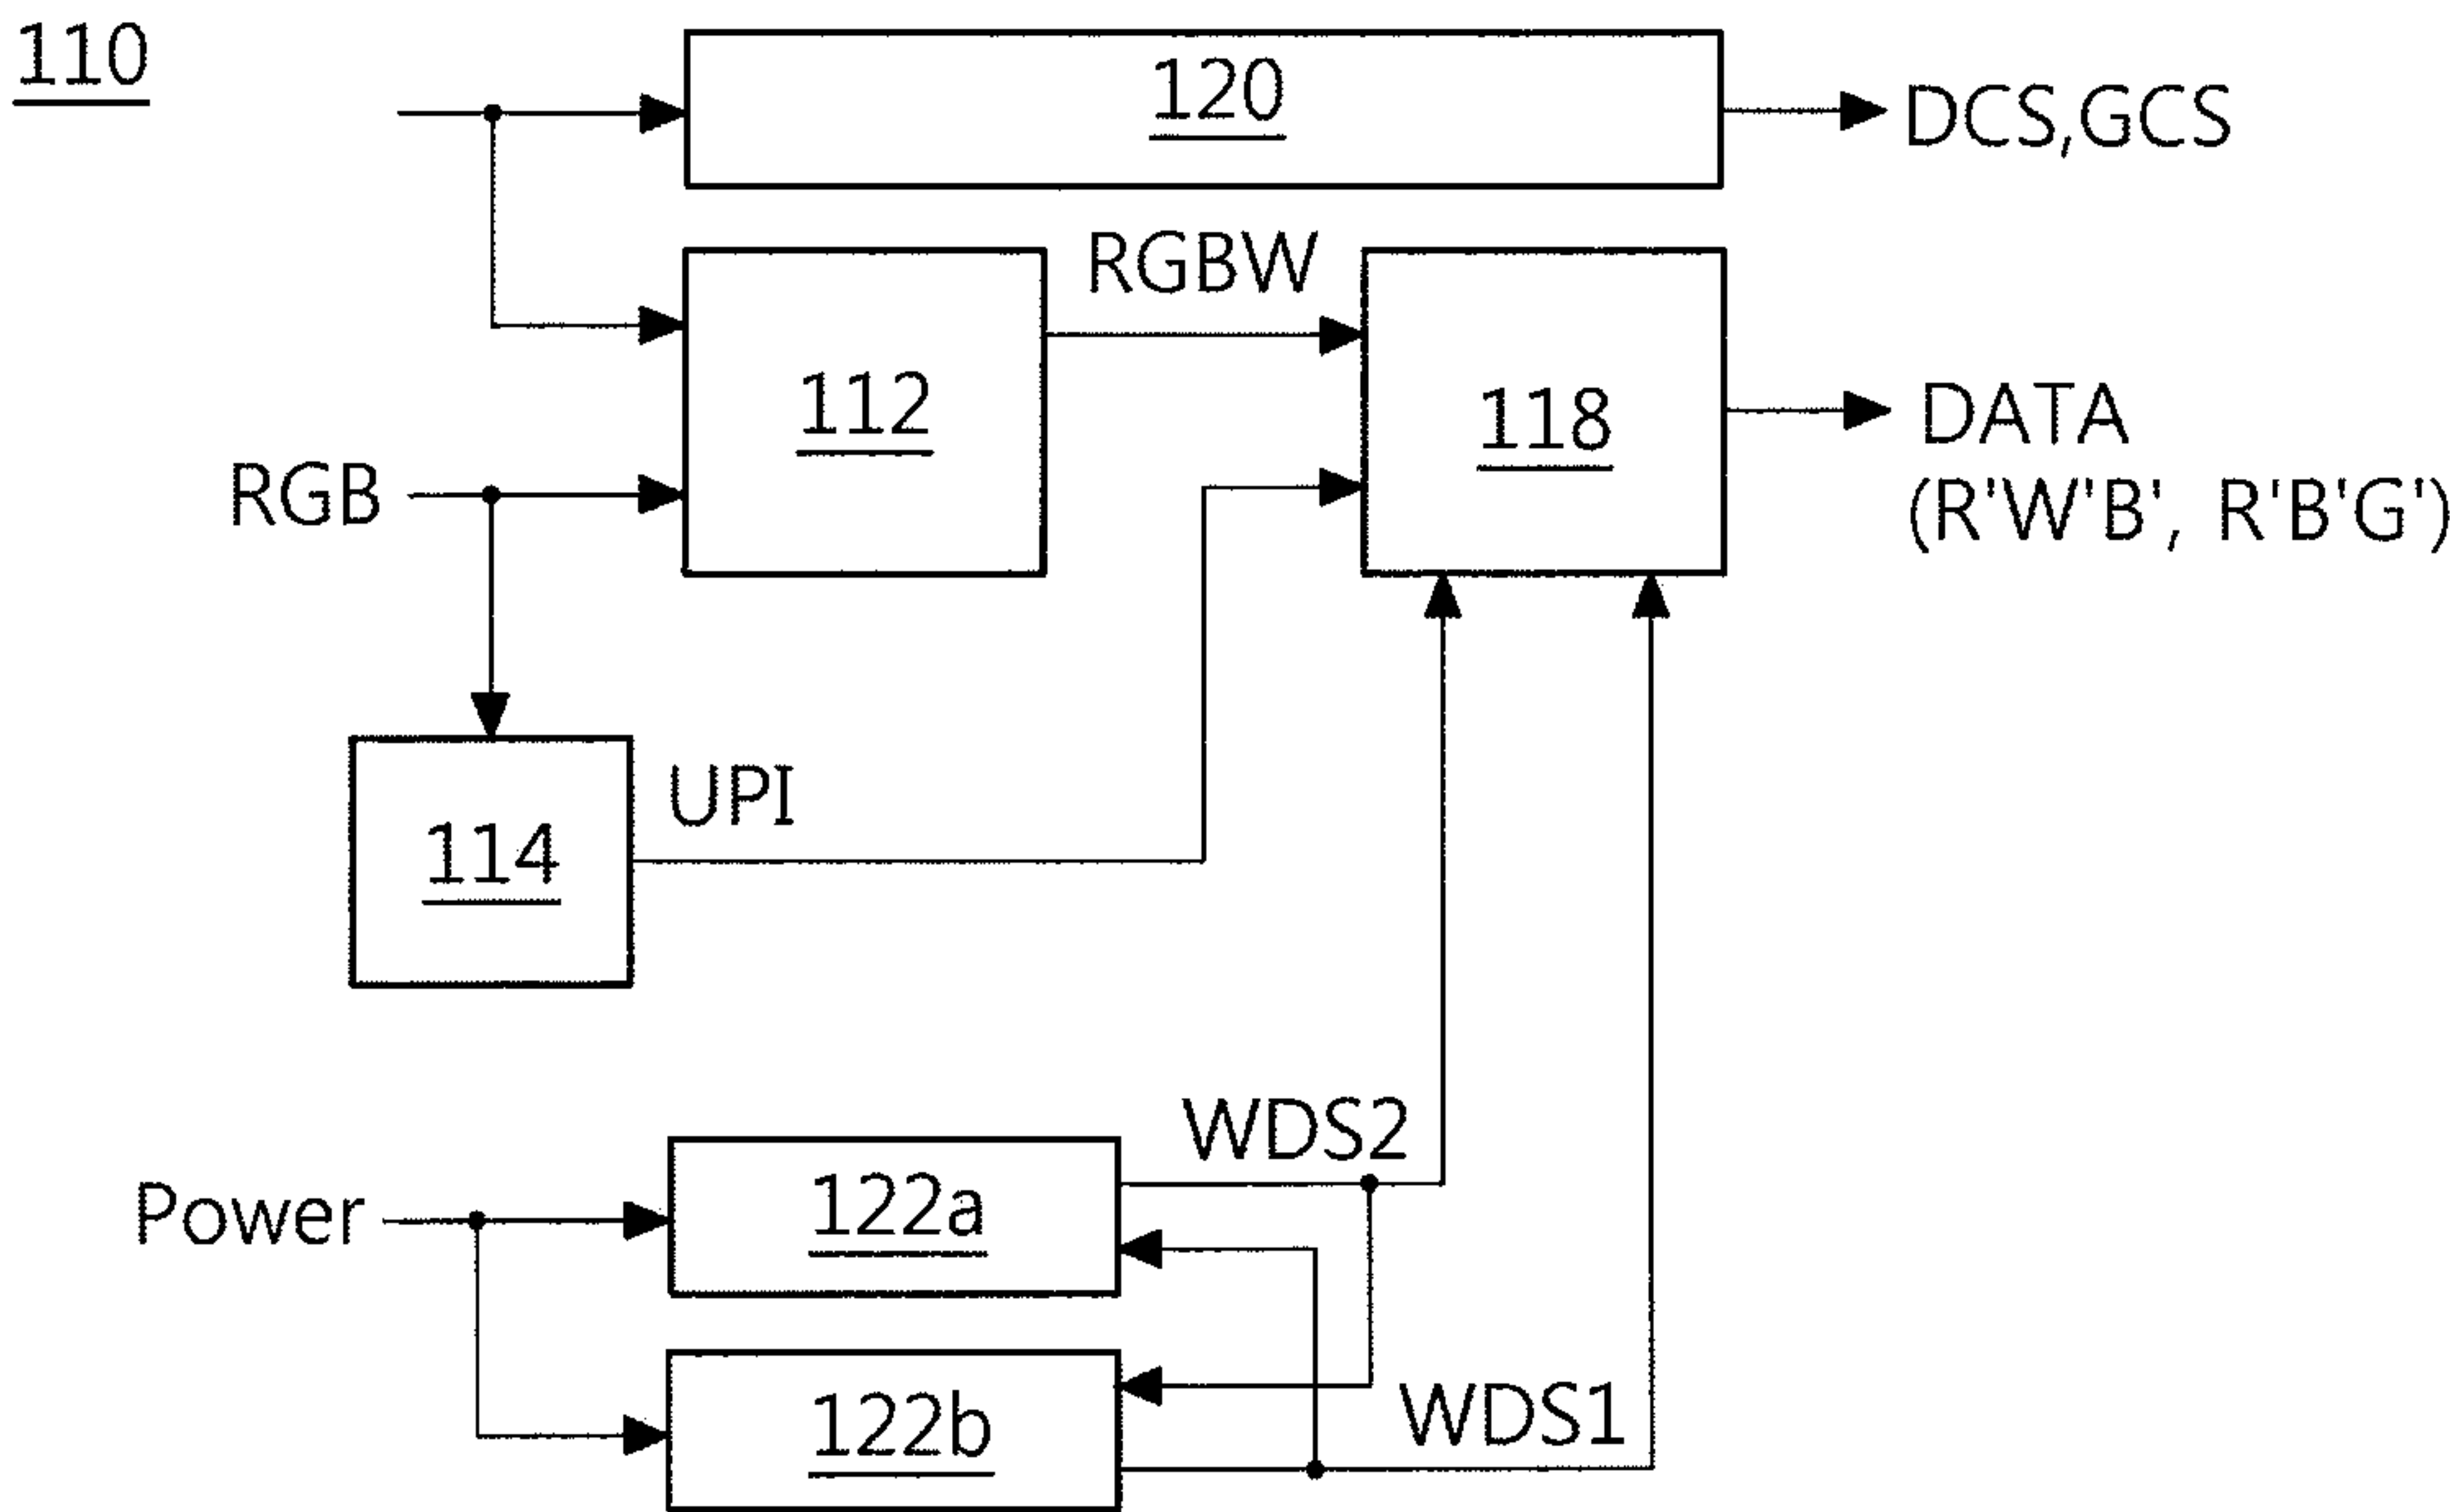 110
120
DCS,GCS
RGBW
112
118
DATA
(R'W'B', R'B'G')
RGB
UPI
114
WDS2
Power
122a
WDS1
122b